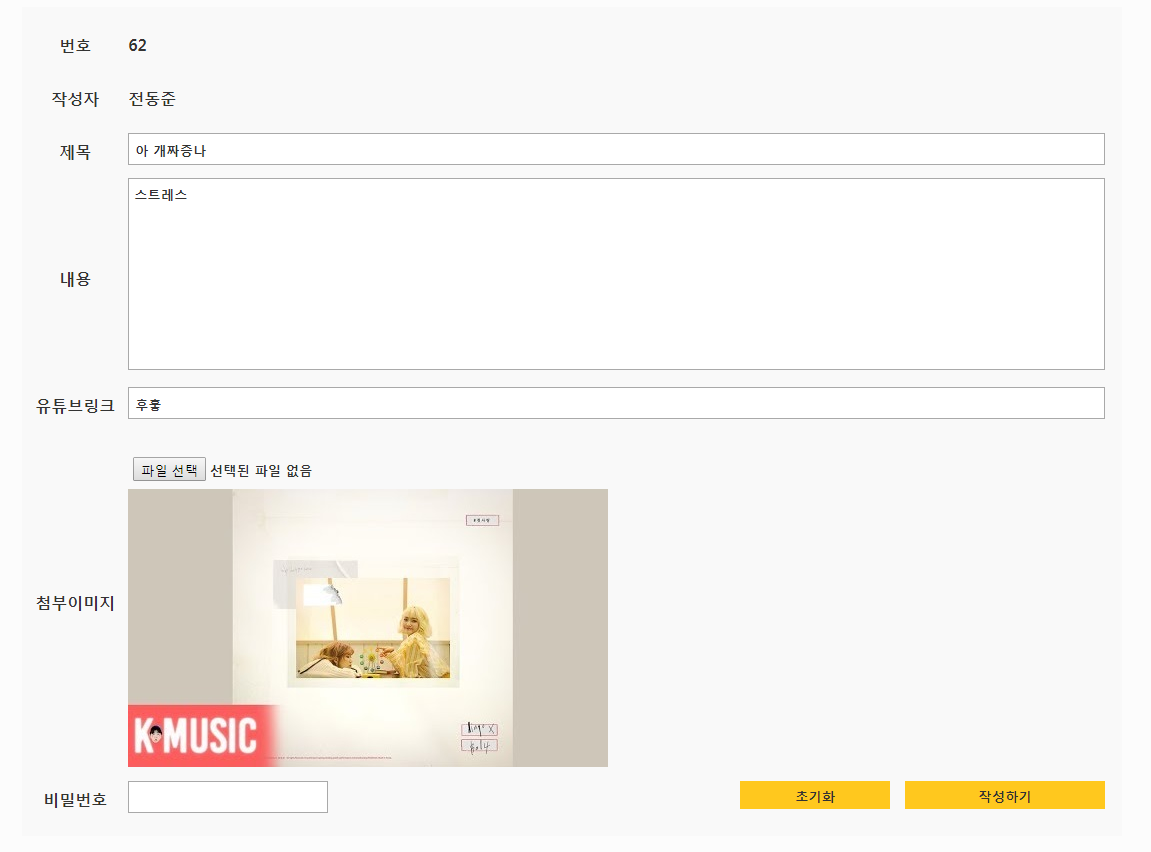 번호 62
작성자 전동준
제목 아 개짜증나
내용 스트레스
유튜브링크 후훟
파일 선택 선택된 파일 없음
첨부이미지
K MUSIC
비밀번호
초기화 작성하기